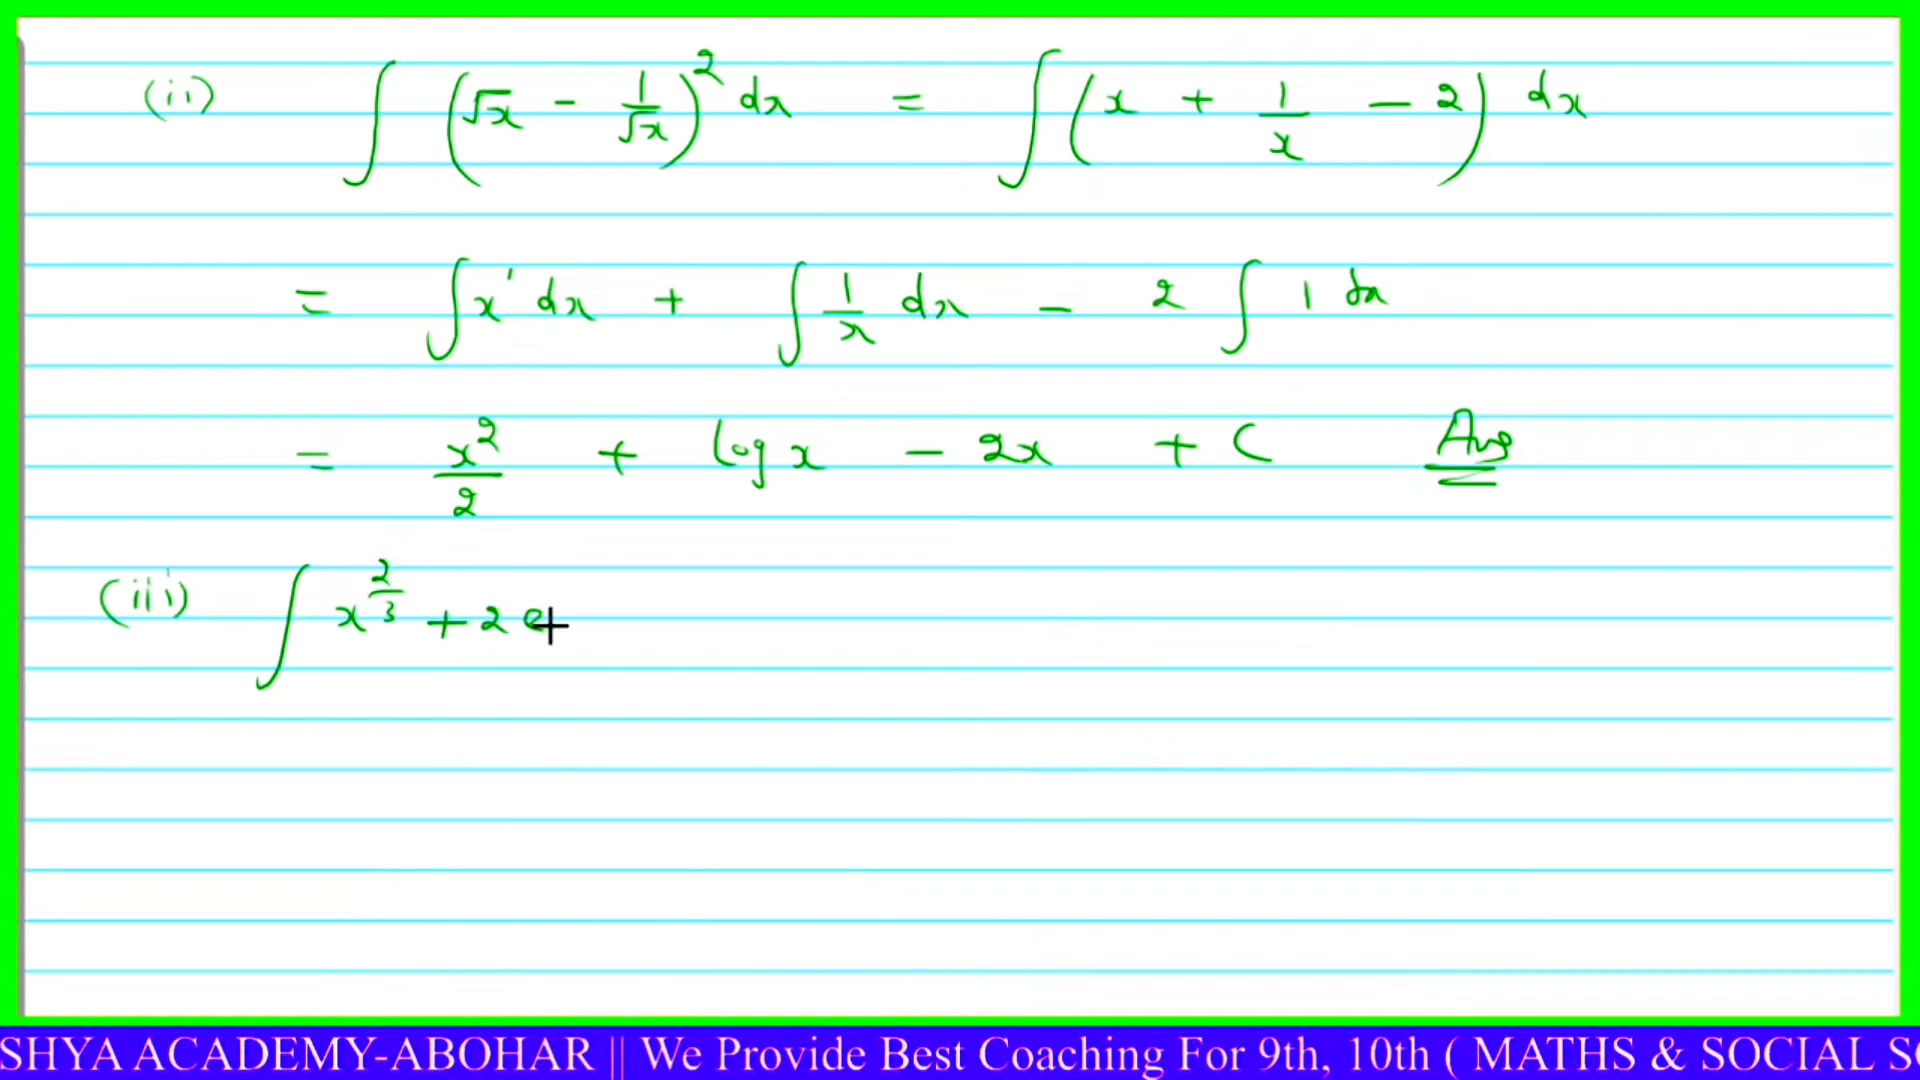 (ii) ∫ (√x - 1/√x)² dx = ∫ (x + 1/x - 2) dx
= ∫ x¹ dx + ∫ 1/x dx - 2 ∫ 1 dx
= x²/2 + log x - 2x + C Ans
(iii) ∫ x^(2/3) + 2 e
SHYA ACADEMY-ABOHAR || We Provide Best Coaching For 9th, 10th ( MATHS & SOCIAL SC